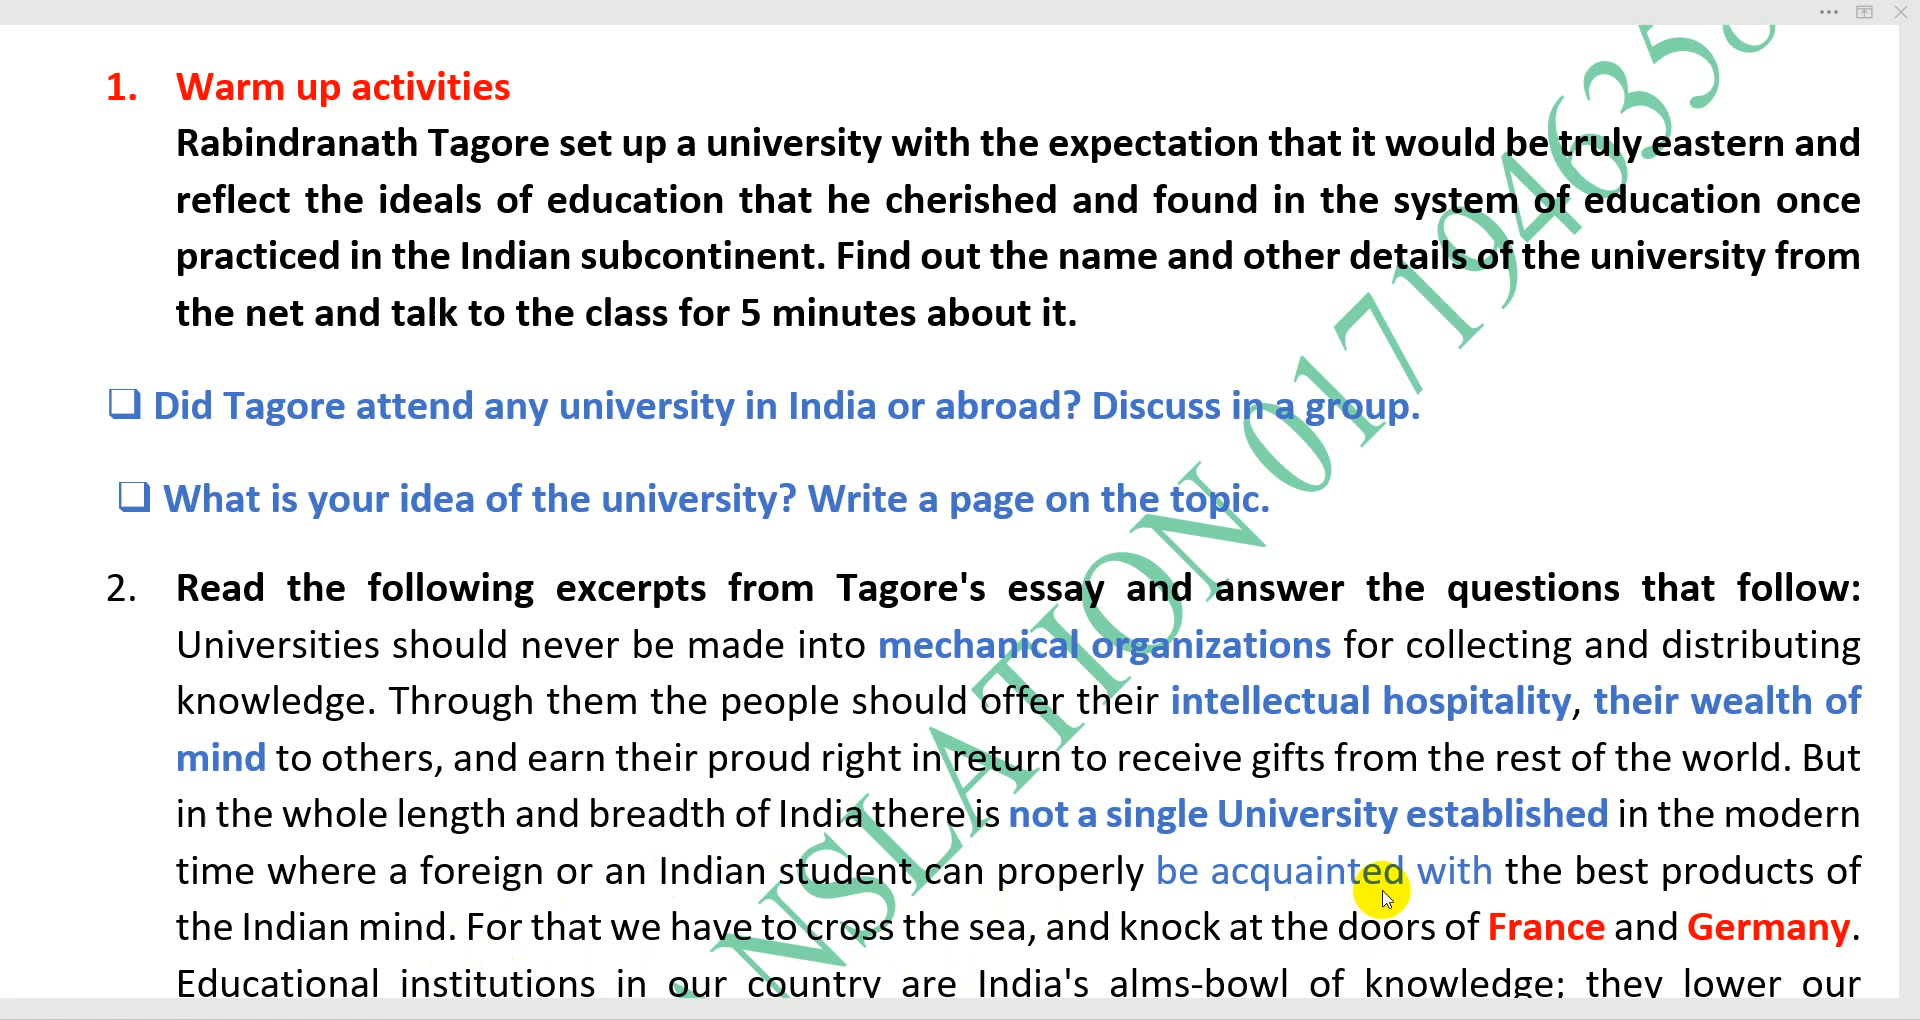 1. Warm up activities
Rabindranath Tagore set up a university with the expectation that it would be truly eastern and
reflect the ideals of education that he cherished and found in the system of education once
practiced in the Indian subcontinent. Find out the name and other details of the university from
the net and talk to the class for 5 minutes about it.
❑ Did Tagore attend any university in India or abroad? Discuss in a group.
❑ What is your idea of the university? Write a page on the topic.
2. Read the following excerpts from Tagore's essay and answer the questions that follow:
Universities should never be made into mechanical organizations for collecting and distributing
knowledge. Through them the people should offer their intellectual hospitality, their wealth of
mind to others, and earn their proud right in return to receive gifts from the rest of the world. But
in the whole length and breadth of India there is not a single University established in the modern
time where a foreign or an Indian student can properly be acquainted with the best products of
the Indian mind. For that we have to cross the sea, and knock at the doors of France and Germany.
Educational institutions in our country are India's alms-bowl of knowledge; they lower our
NSLATION 01719463